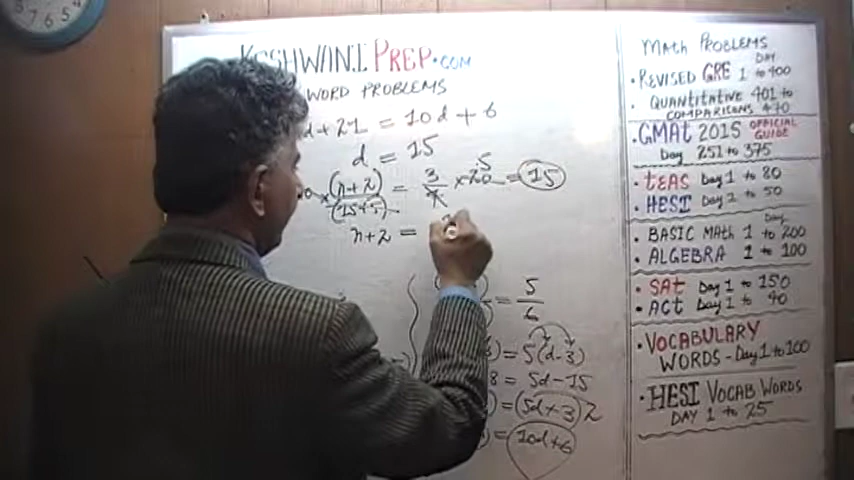 KESHWANI PREP.COM
WORD PROBLEMS
d + 21 = 10d + 6
d = 15
(n+2) = 3 × 20 5 = 15
(15+5) 4
n+2 =
= 5
6
) = 5(d-3)
8 = 5d - 15
) = (5d-3)2
) = (10d+6)
MATH PROBLEMS
• REVISED GRE DAY 1 to 400
• QUANTITATIVE 401 to
COMPARISONS 470
• GMAT 2015 OFFICIAL GUIDE
Day 251 to 375
• TEAS Day 1 to 80
• HESI Day 1 to 50
Day
• BASIC MATH 1 to 200
• ALGEBRA 1 to 100
• SAT Day 1 to 150
• ACT Day 1 to 40
• VOCABULARY
WORDS - Day 1 to 100
• HESI VOCAB WORDS
DAY 1 to 25